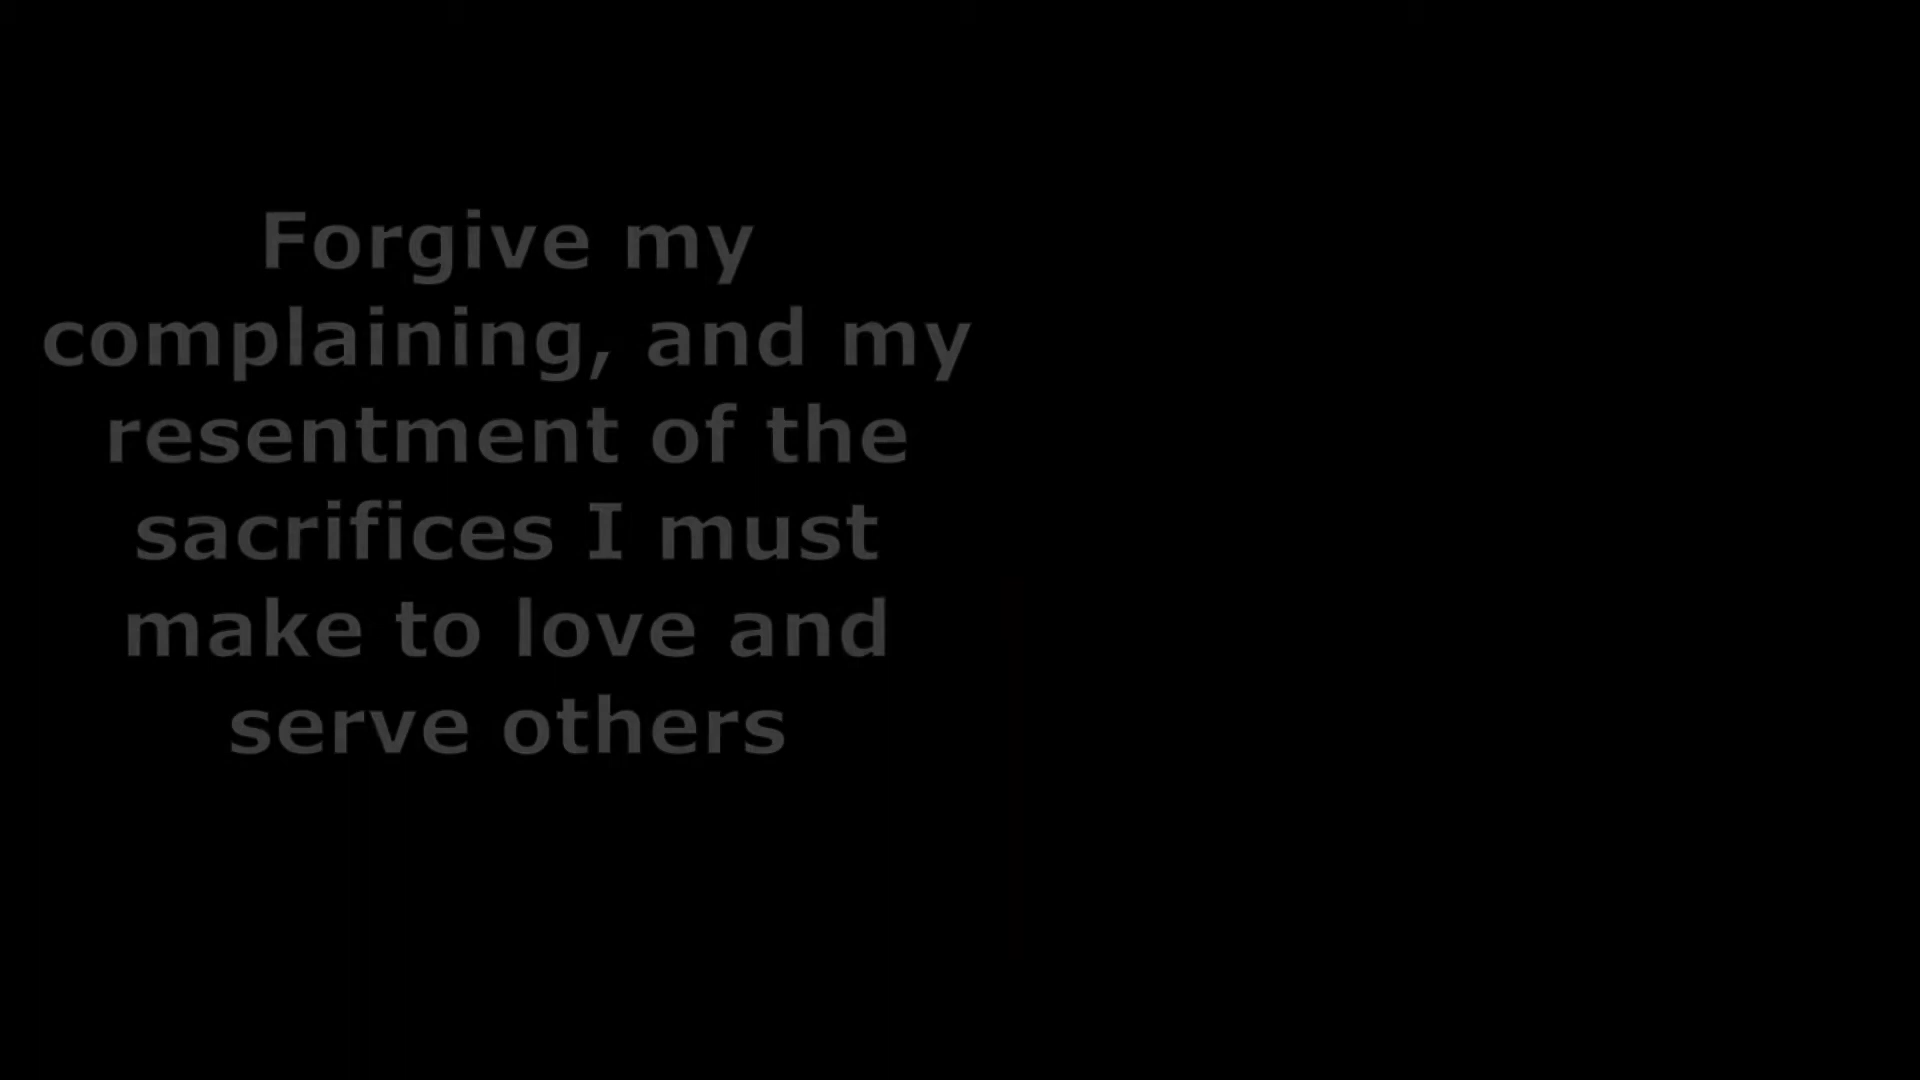 Forgive my
complaining, and my
resentment of the
sacrifices I must
make to love and
serve others